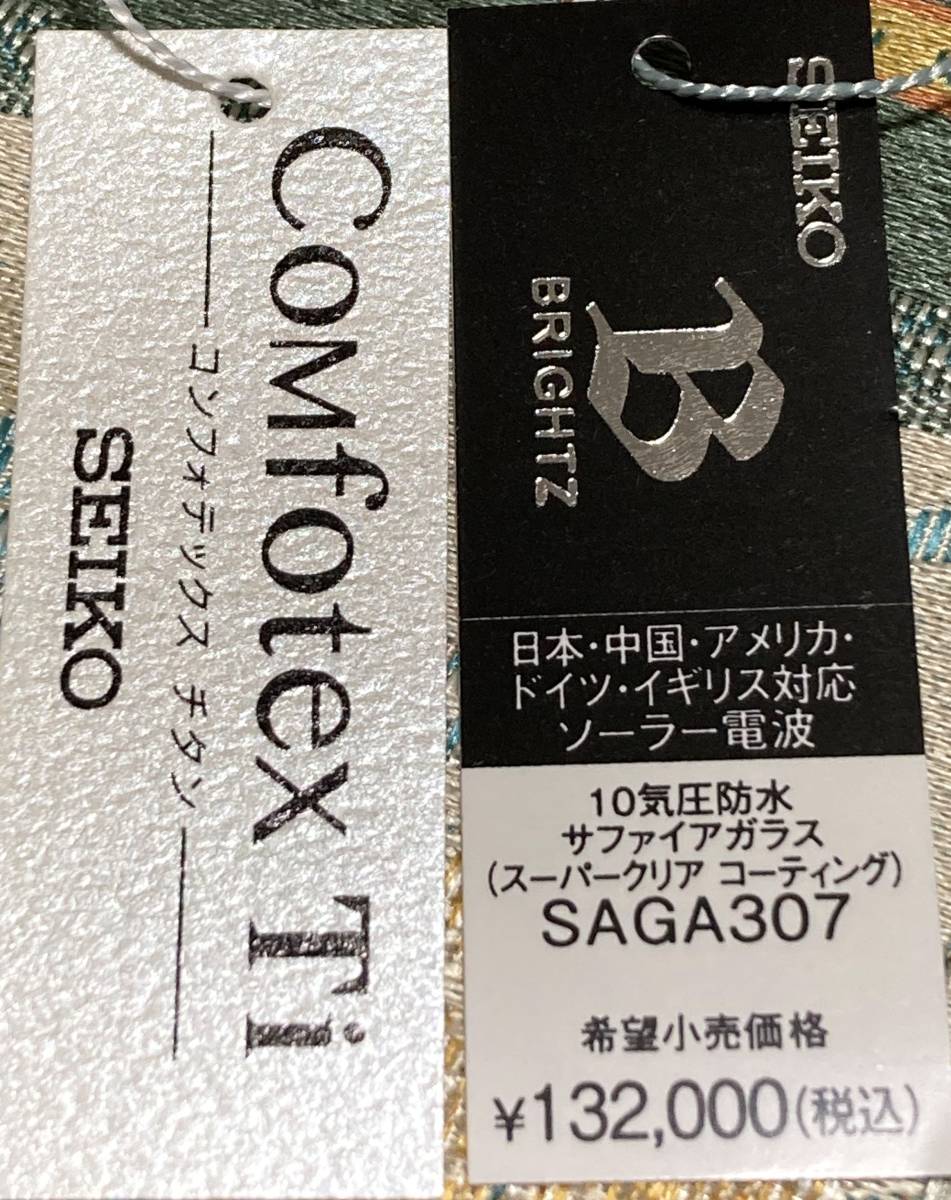 CoMfotex Ti
コンフォテックス チタン
SEIKO
SEIKO
B
BRIGHTZ
日本・中国・アメリカ・
ドイツ・イギリス対応
ソーラー電波
10気圧防水
サファイアガラス
(スーパークリア コーティング)
SAGA307
希望小売価格
¥132,000(税込)